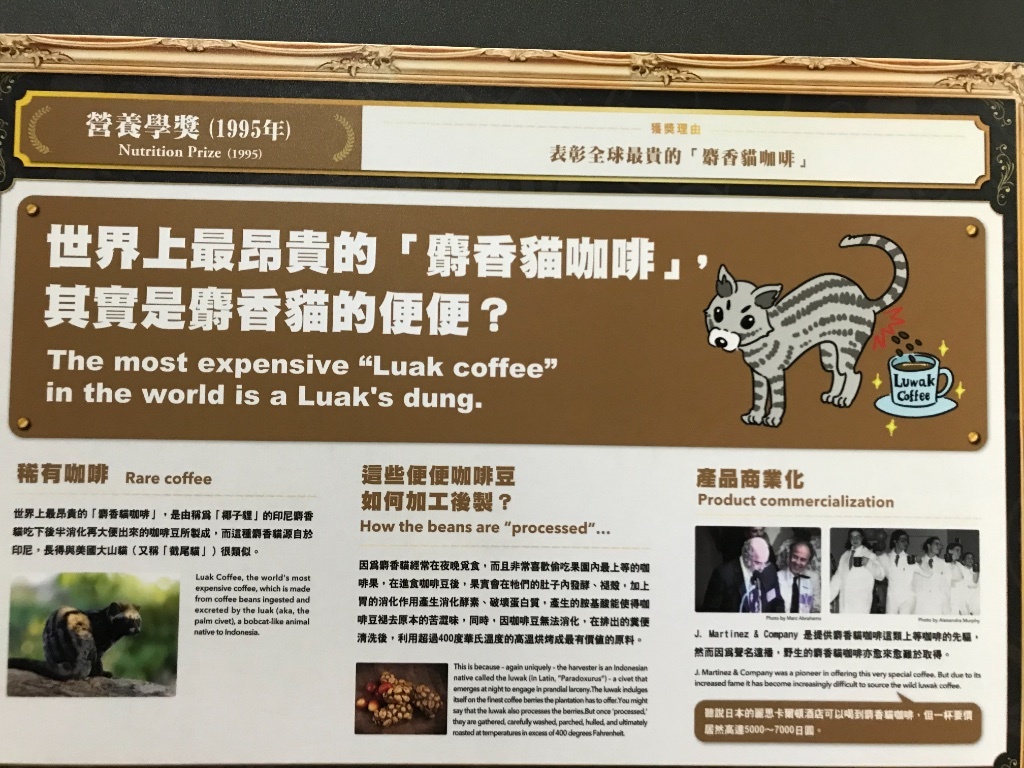 營養學獎 (1995年)
Nutrition Prize (1995)
獲獎理由
表彰全球最貴的「麝香貓咖啡」
世界上最昂貴的「麝香貓咖啡」,
其實是麝香貓的便便？
The most expensive “Luak coffee”
in the world is a Luak's dung.
Luwak
Coffee
稀有咖啡 Rare coffee
世界上最昂貴的「麝香貓咖啡」，是由稱為「椰子貍」的印尼麝香
貓吃下後半消化再大便出來的咖啡豆所製成，而這種麝香貓源自於
印尼，長得與美國大山貓（又稱「截尾貓」）很類似。
Luak Coffee, the world's most
expensive coffee, which is made
from coffee beans ingested and
excreted by the luak (aka, the
palm civet), a bobcat-like animal
native to Indonesia.
這些便便咖啡豆
如何加工後製？
How the beans are “processed”...
因為麝香貓經常在夜晚覓食，而且非常喜歡偷吃果園內最上等的咖
啡果，在進食咖啡豆後，果實會在牠們的肚子內發酵、褪殼，加上
胃的消化作用產生消化酵素、破壞蛋白質，產生的胺基酸能使得咖
啡豆褪去原本的苦澀味，同時，因咖啡豆無法消化，在排出的糞便
清洗後，利用超過400度華氏溫度的高溫烘烤成最有價值的原料。
This is because - again uniquely - the harvester is an Indonesian
native called the luwak (in Latin, “Paradoxurus”) - a civet that
emerges at night to engage in prandial larceny.The luwak indulges
itself on the finest coffee berries the plantation has to offer.You might
say that the luwak also processes the berries.But once ‘processed,’
they are gathered, carefully washed, parched, hulled, and ultimately
roasted at temperatures in excess of 400 degrees Fahrenheit.
產品商業化
Product commercialization
Photo by Marc Abrahams
Photo by Alexandra Murphy
J. Martinez & Company 是提供麝香貓咖啡這類上等咖啡的先驅，
然而因為聲名遠播，野生的麝香貓咖啡亦愈來愈難於取得。
J. Martinez & Company was a pioneer in offering this very special coffee. But due to its
increased fame it has become increasingly difficult to source the wild luwak coffee.
聽說日本的麗思卡爾頓酒店可以喝到麝香貓咖啡，但一杯要價
居然高達5000～7000日圓。